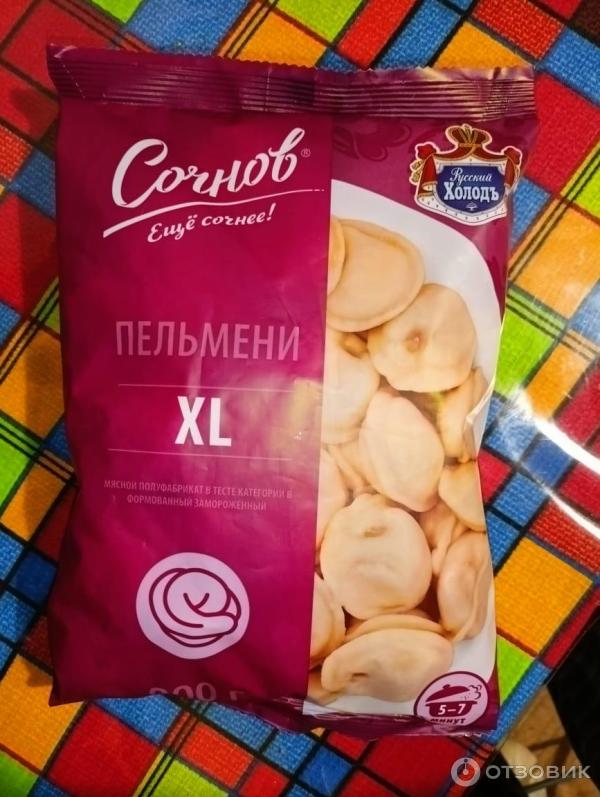 Сочнов®
Ещё сочнее!
Русский
Холодъ
ПЕЛЬМЕНИ
XL
МЯСНОЙ ПОЛУФАБРИКАТ В ТЕСТЕ КАТЕГОРИИ В
ФОРМОВАННЫЙ ЗАМОРОЖЕННЫЙ
5–7
МИНУТ
ОТЗОВИК